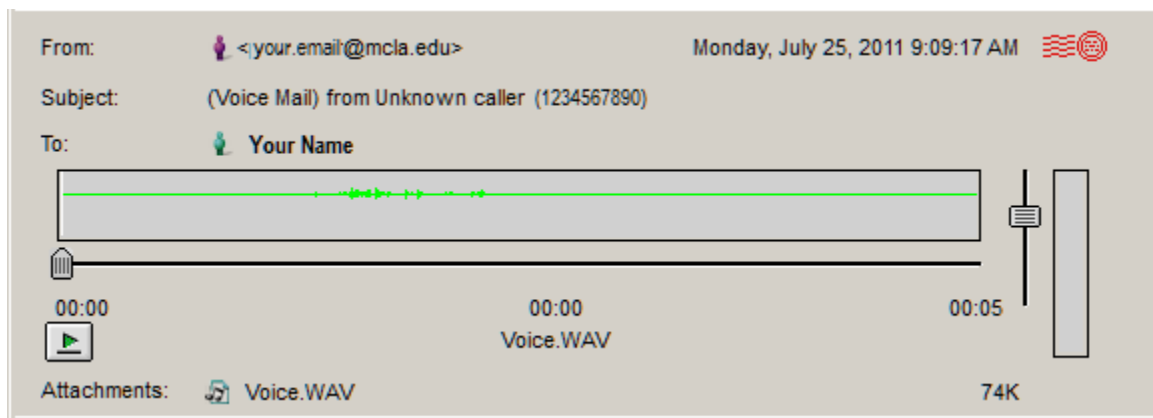 From: <your.email@mcla.edu> Monday, July 25, 2011 9:09:17 AM
Subject: (Voice Mail) from Unknown caller (1234567890)
To: Your Name
00:00 00:00 00:05
Voice.WAV
Attachments: Voice.WAV 74K